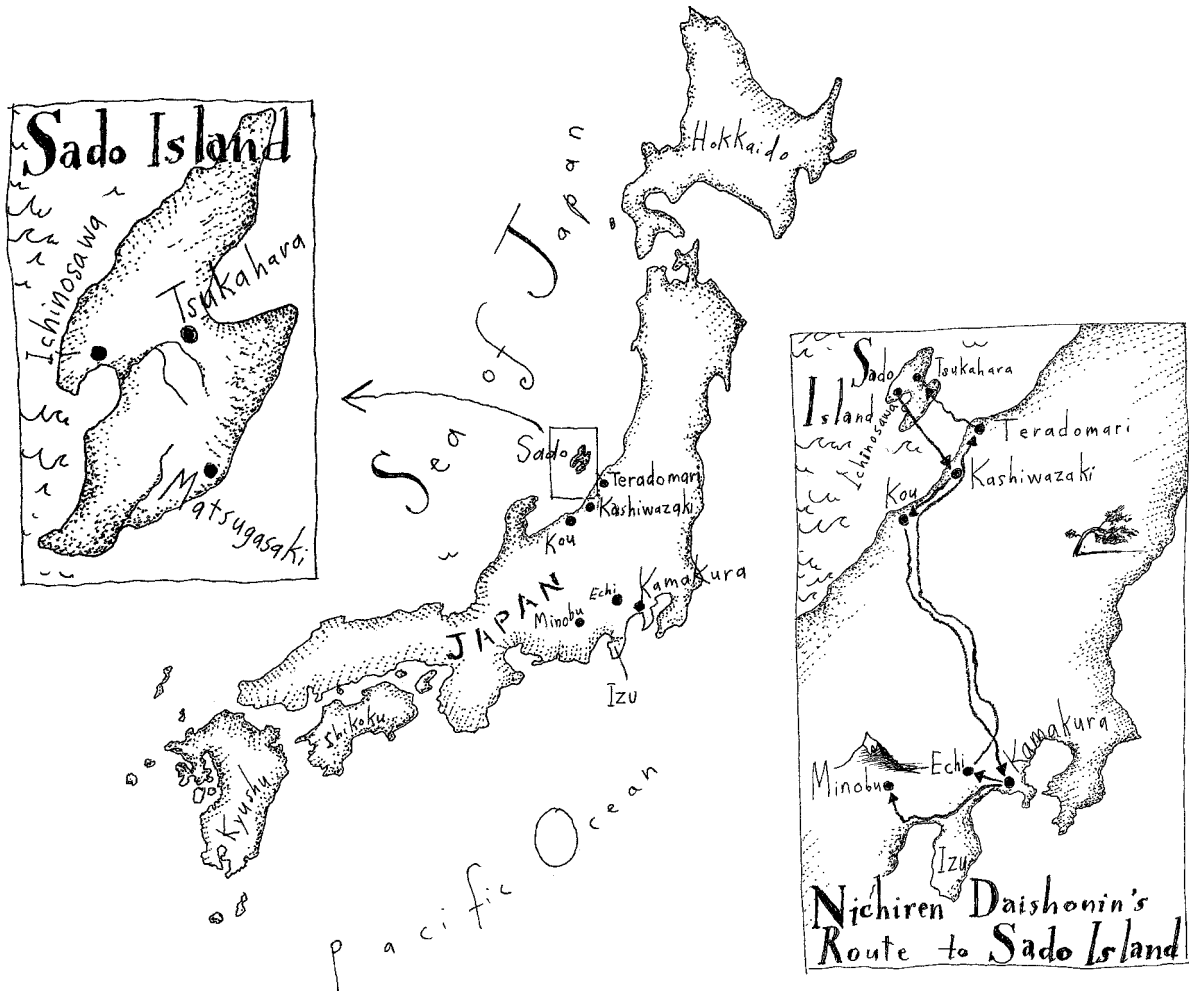 Sado Island
Ichinosawa
Tsukahara
Matsugasaki
Hokkaido
Sea of Japan
Sado
Teradomari
Kashiwazaki
Kou
JAPAN
Echi
Kamakura
Minobu
Izu
Shikoku
Kyushu
Pacific Ocean
Sado
Island
Tsukahara
Ichinosawa
Teradomari
Kashiwazaki
Kou
Kamakura
Echi
Minobu
Izu
Nichiren Daishonin's
Route to Sado Island